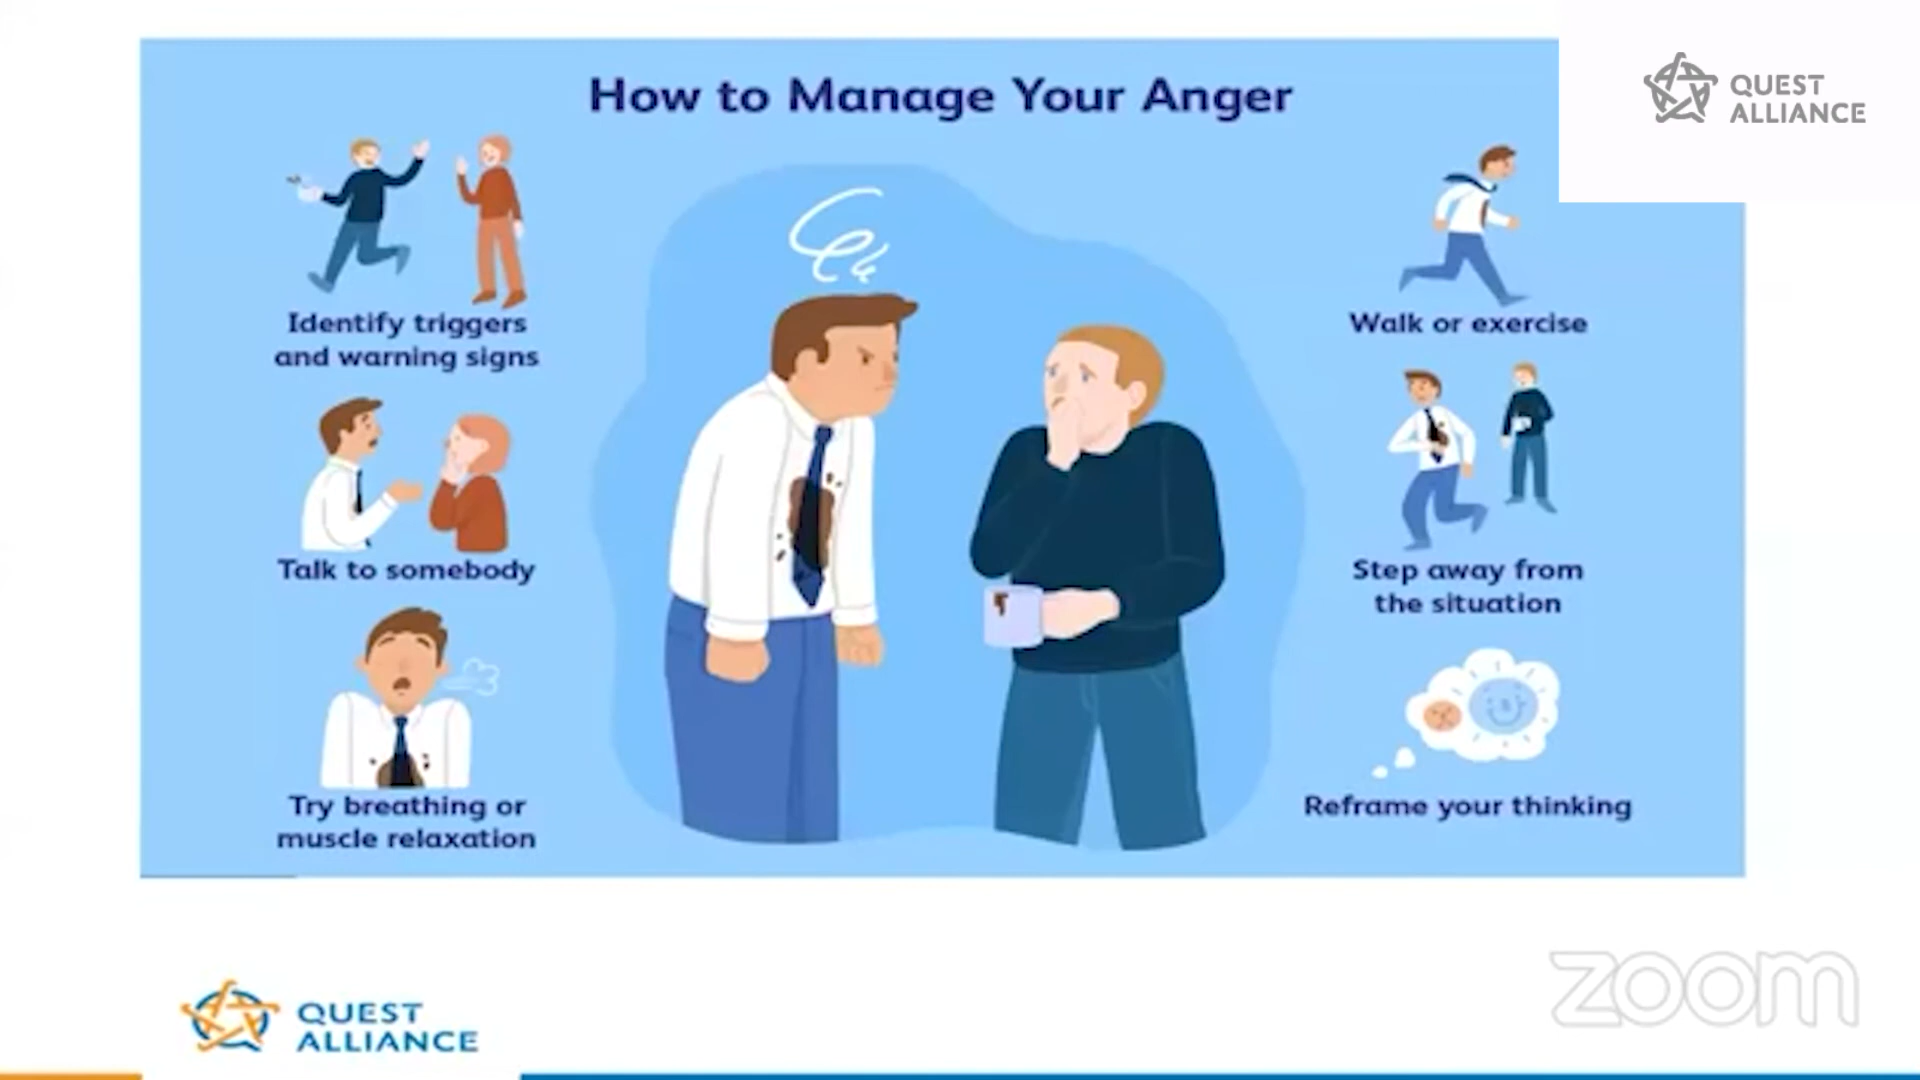 How to Manage Your Anger
QUEST
ALLIANCE
Identify triggers
and warning signs
Walk or exercise
Talk to somebody
Step away from
the situation
Try breathing or
muscle relaxation
Reframe your thinking
QUEST
ALLIANCE
zoom